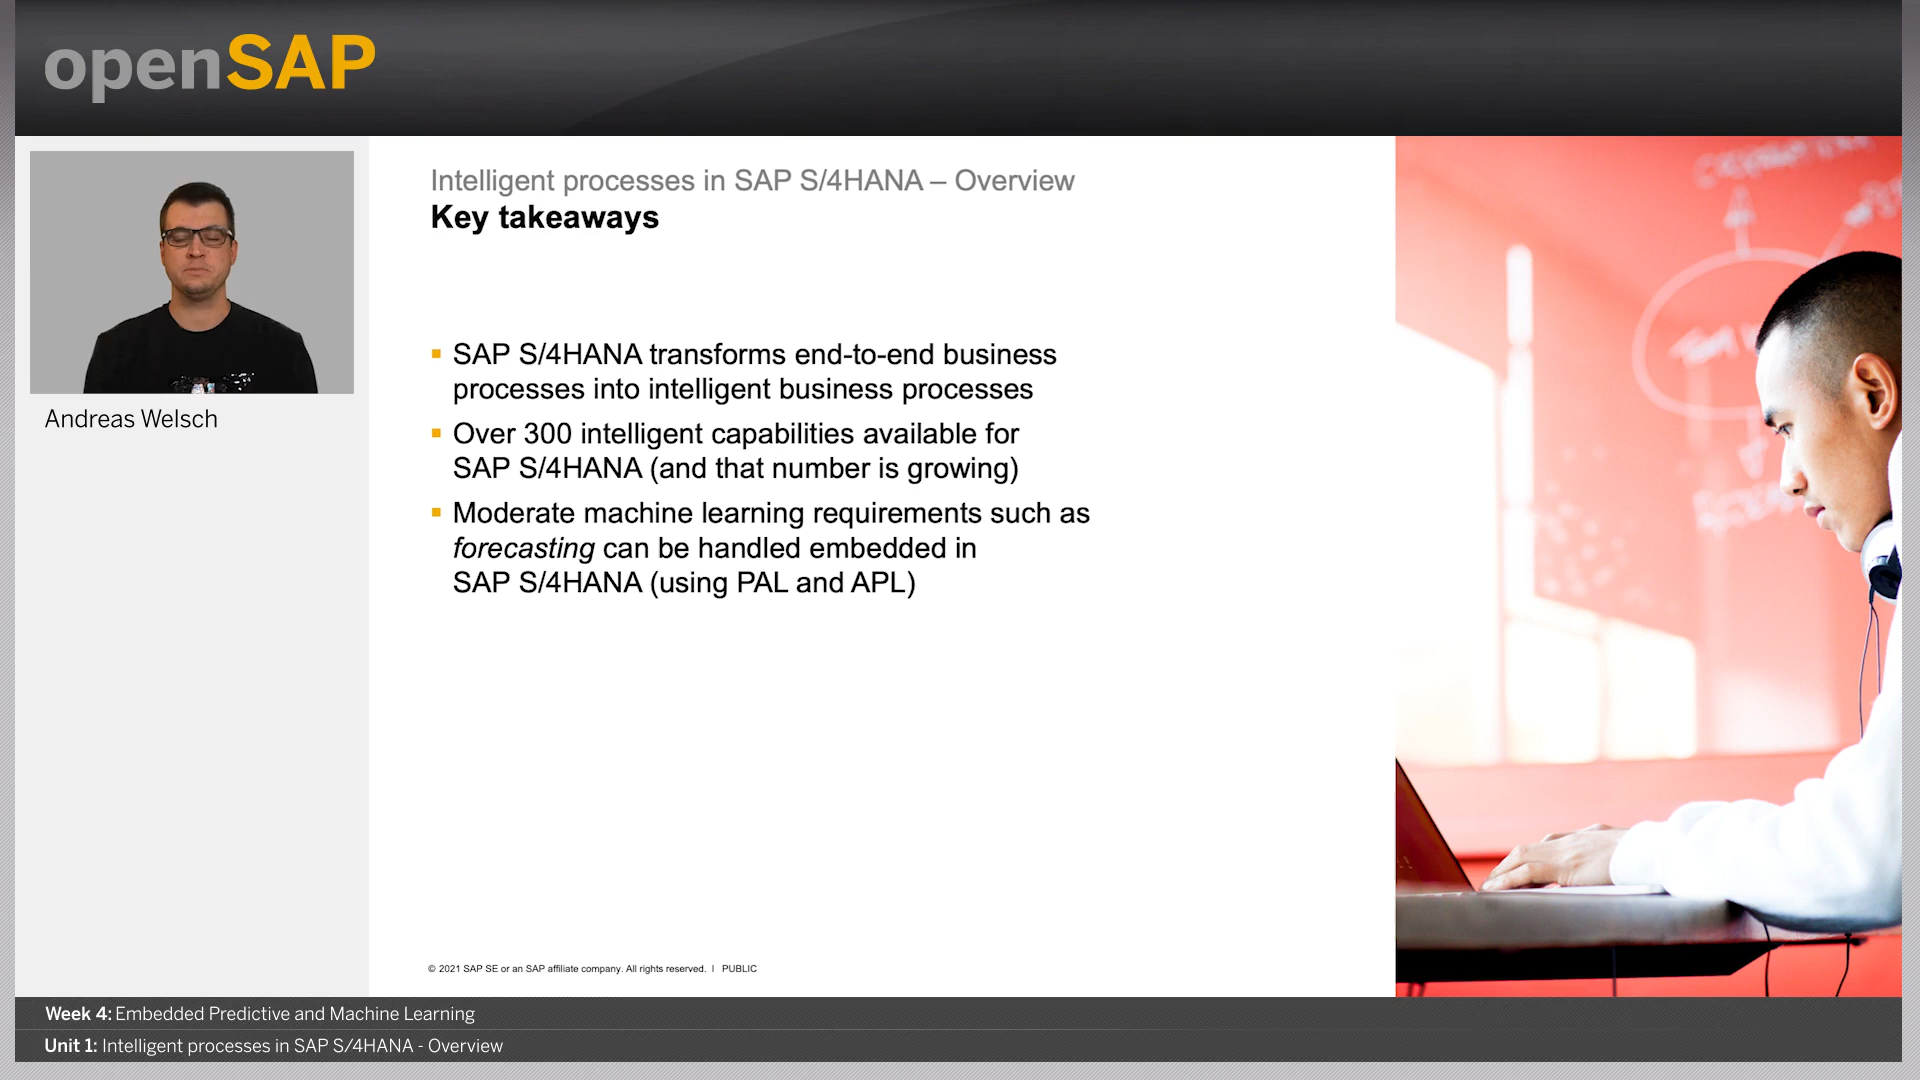 openSAP
Andreas Welsch
Intelligent processes in SAP S/4HANA – Overview
Key takeaways
▪ SAP S/4HANA transforms end-to-end business
processes into intelligent business processes
▪ Over 300 intelligent capabilities available for
SAP S/4HANA (and that number is growing)
▪ Moderate machine learning requirements such as
forecasting can be handled embedded in
SAP S/4HANA (using PAL and APL)
© 2021 SAP SE or an SAP affiliate company. All rights reserved. | PUBLIC
Week 4: Embedded Predictive and Machine Learning
Unit 1: Intelligent processes in SAP S/4HANA - Overview